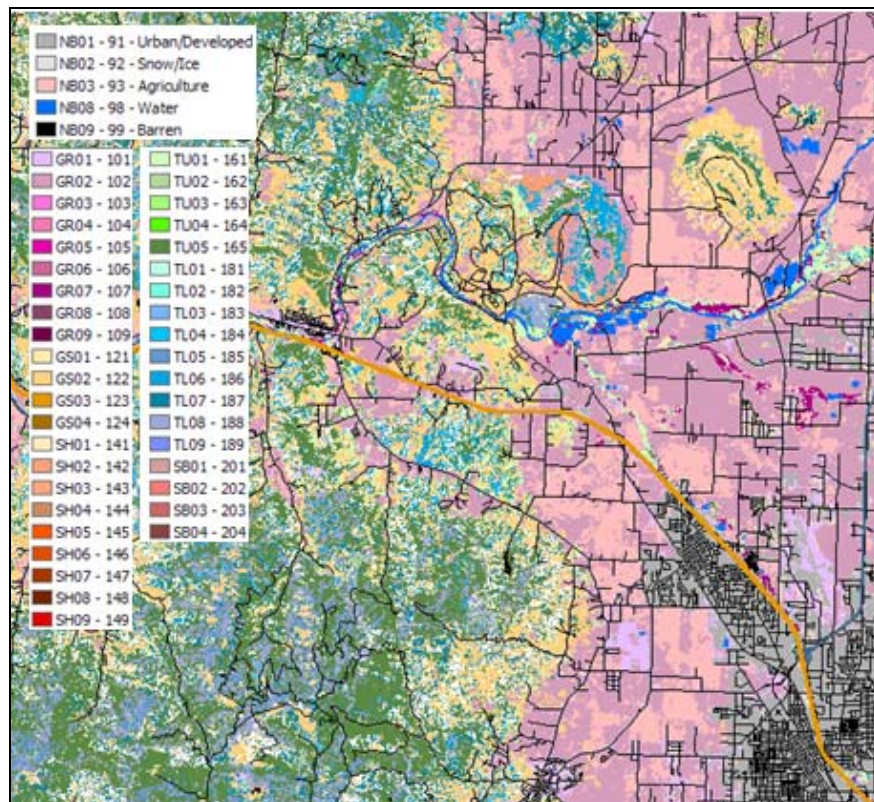 NB01 - 91 - Urban/Developed
NB02 - 92 - Snow/Ice
NB03 - 93 - Agriculture
NB08 - 98 - Water
NB09 - 99 - Barren
GR01 - 101
GR02 - 102
GR03 - 103
GR04 - 104
GR05 - 105
GR06 - 106
GR07 - 107
GR08 - 108
GR09 - 109
GS01 - 121
GS02 - 122
GS03 - 123
GS04 - 124
SH01 - 141
SH02 - 142
SH03 - 143
SH04 - 144
SH05 - 145
SH06 - 146
SH07 - 147
SH08 - 148
SH09 - 149
TU01 - 161
TU02 - 162
TU03 - 163
TU04 - 164
TU05 - 165
TL01 - 181
TL02 - 182
TL03 - 183
TL04 - 184
TL05 - 185
TL06 - 186
TL07 - 187
TL08 - 188
TL09 - 189
SB01 - 201
SB02 - 202
SB03 - 203
SB04 - 204